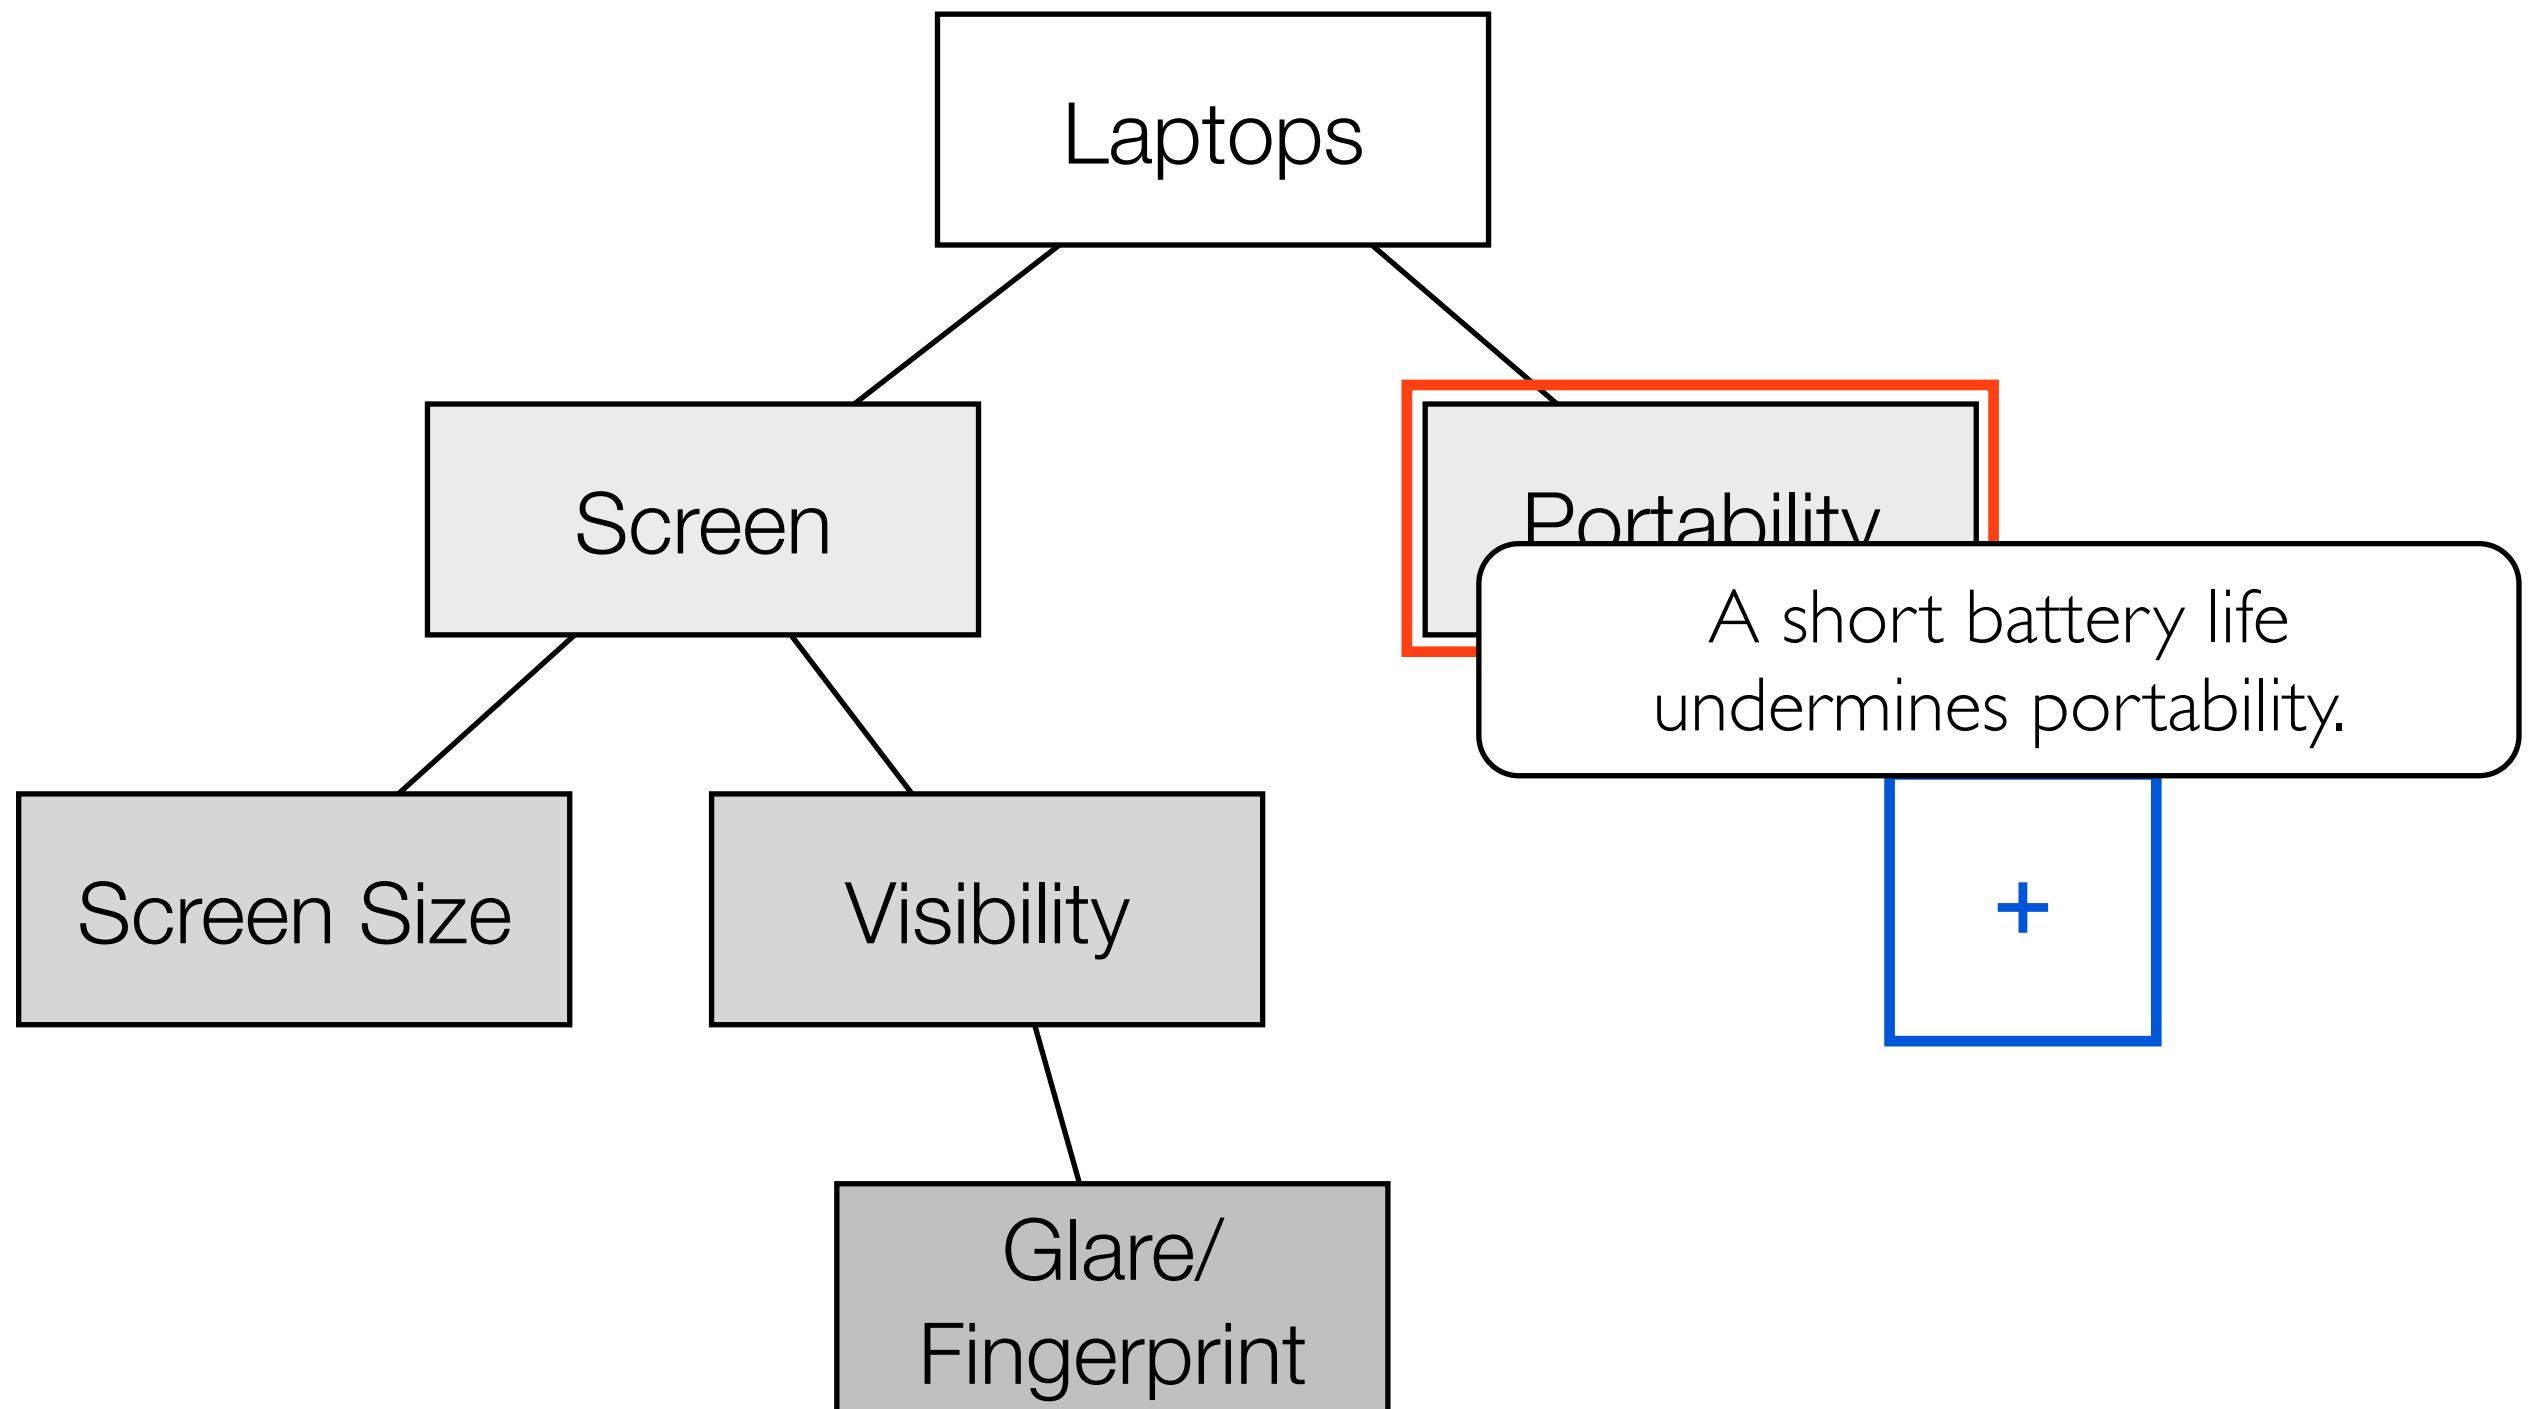 Laptops
Screen
Portability
A short battery life
undermines portability.
Screen Size
Visibility
+
Glare/
Fingerprint